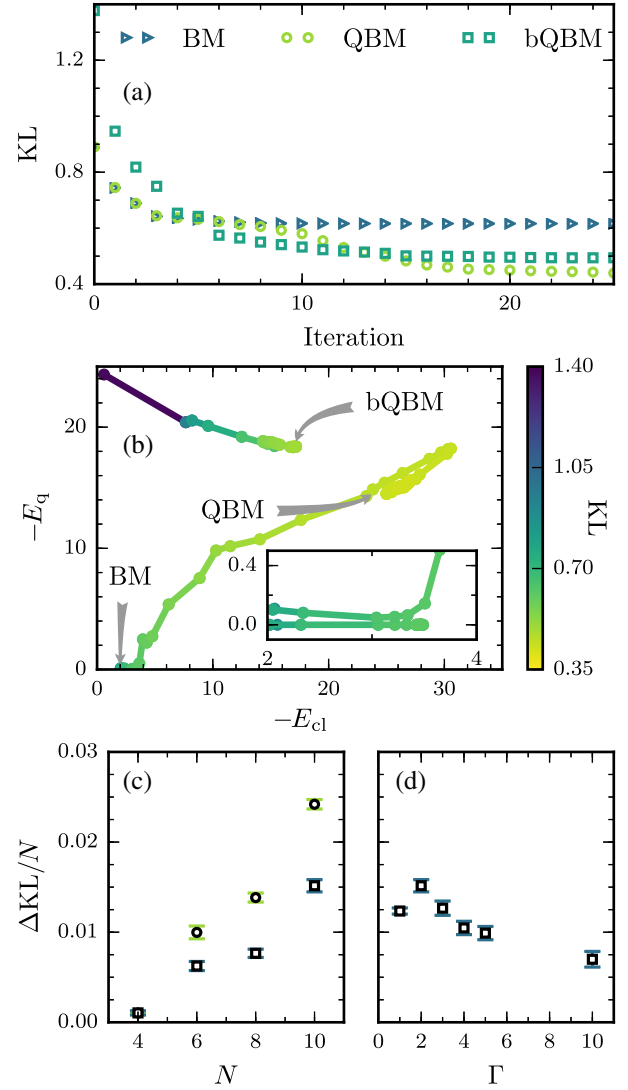 BM QBM bQBM
(a)
KL
1.2
0.8
0.4
0 10 20
Iteration
(b)
−E_q
30
20
10
0
bQBM
QBM
BM
0.4
0.0
2 4
0 10 20 30
−E_cl
1.40
1.05
0.70
0.35
KL
(c)
ΔKL/N
0.03
0.02
0.01
0.00
4 6 8 10
N
(d)
0 2 4 6 8 10
Γ